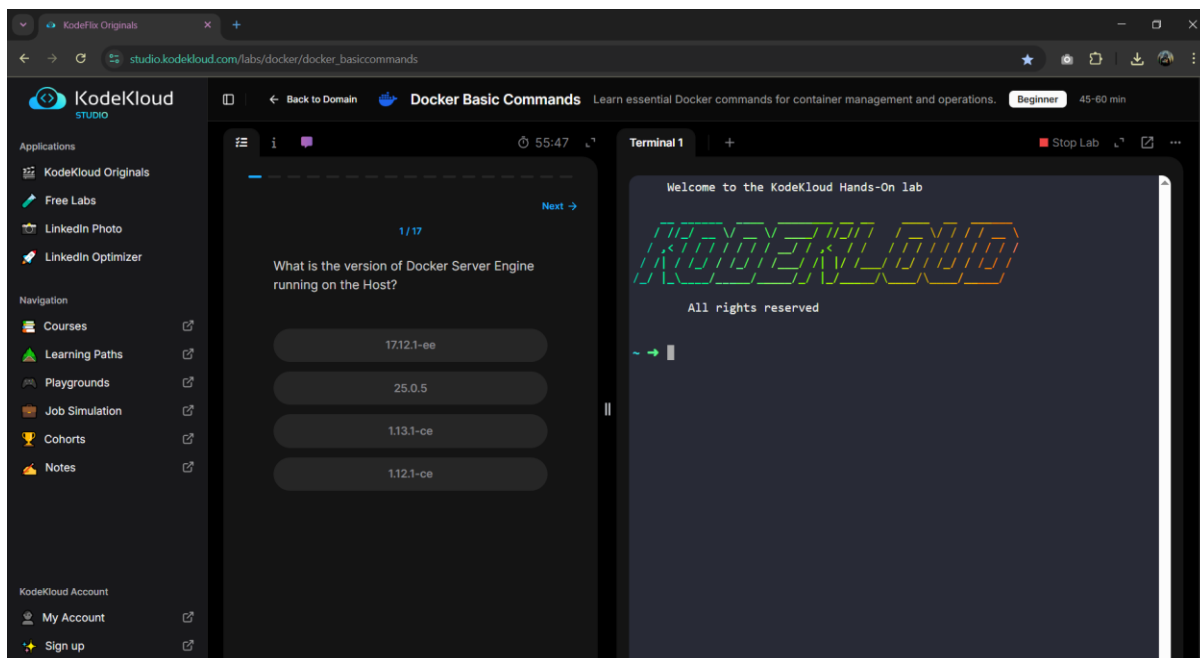 KodeFlix Originals
studio.kodekloud.com/labs/docker/docker_basiccommands
KodeKloud
STUDIO
Back to Domain
Docker Basic Commands
Learn essential Docker commands for container management and operations.
Beginner
45-60 min
Applications
KodeKloud Originals
Free Labs
LinkedIn Photo
LinkedIn Optimizer
Navigation
Courses
Learning Paths
Playgrounds
Job Simulation
Cohorts
Notes
KodeKloud Account
My Account
Sign up
55:47
Next →
1 / 17
What is the version of Docker Server Engine
running on the Host?
17.12.1-ee
25.0.5
1.13.1-ce
1.12.1-ce
Terminal 1
Stop Lab
Welcome to the KodeKloud Hands-On lab
KODEKLOUD
All rights reserved
~ ➜